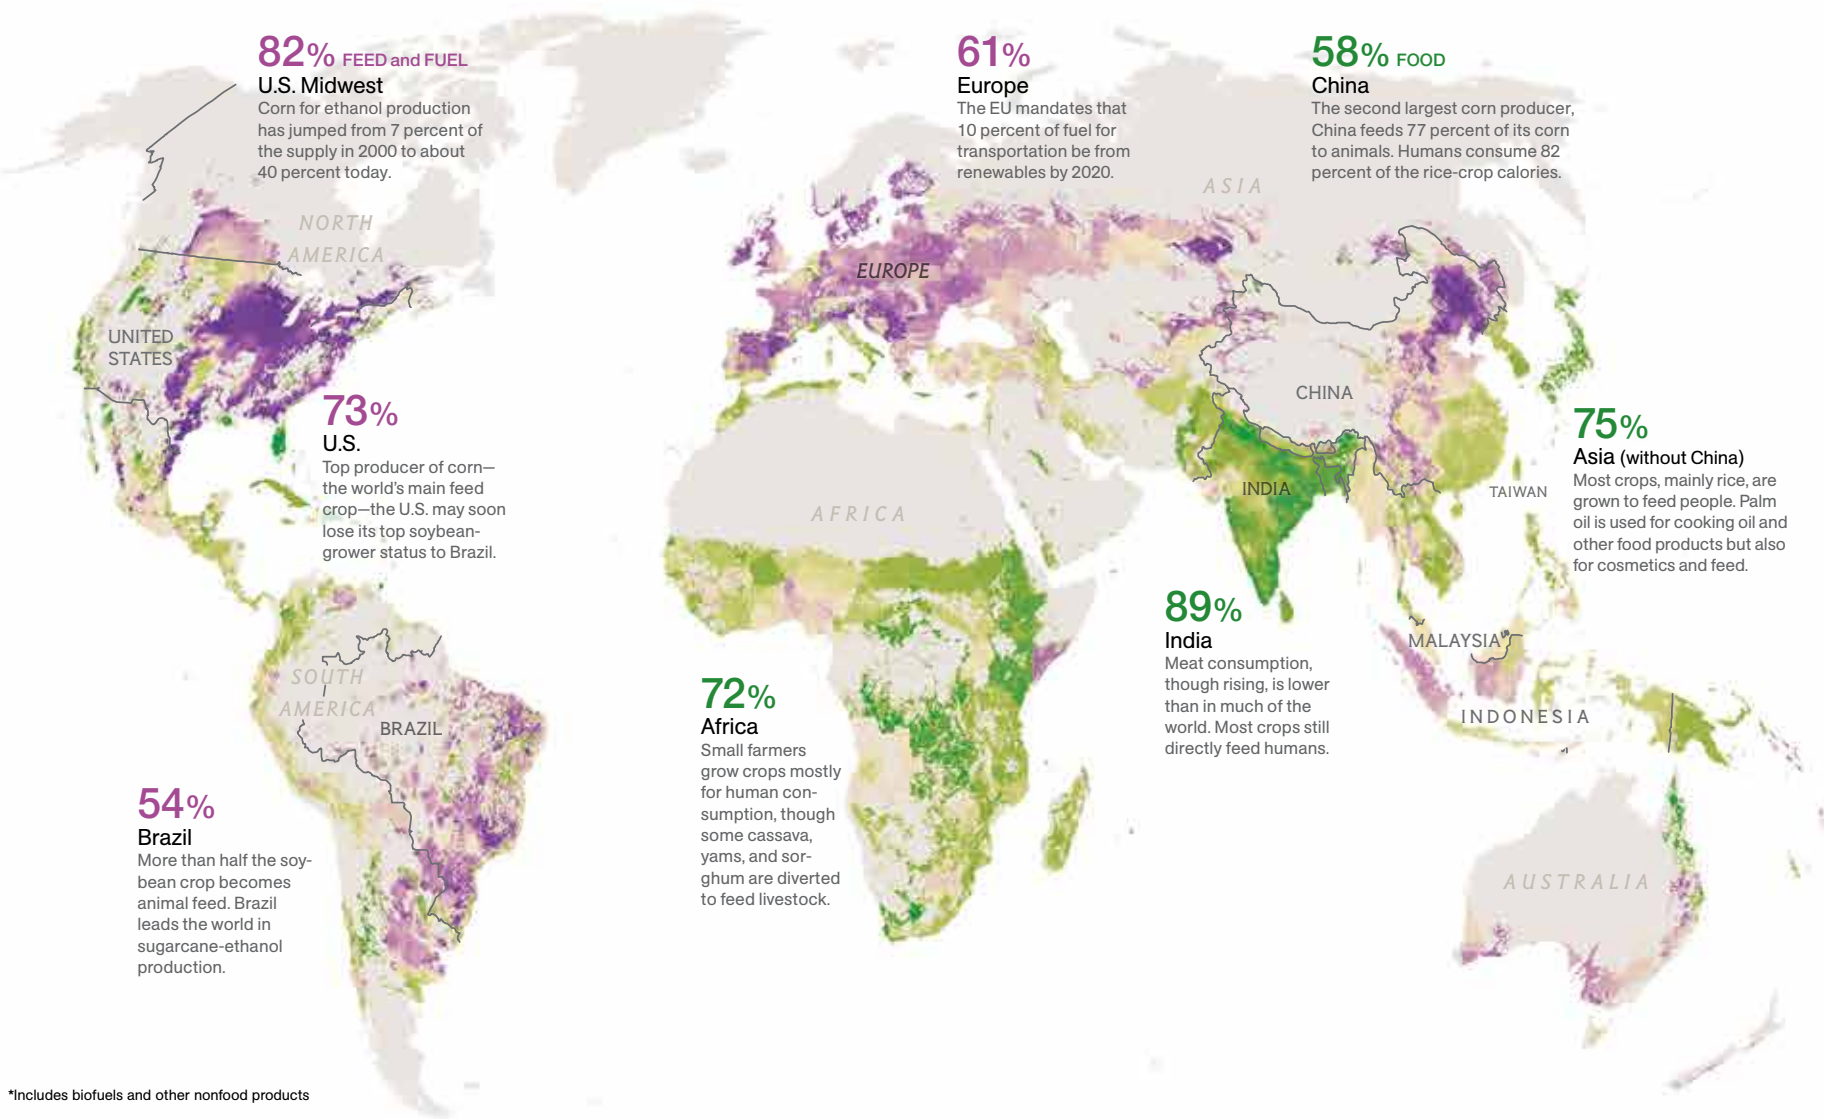 82% FEED and FUEL
U.S. Midwest
Corn for ethanol production
has jumped from 7 percent of
the supply in 2000 to about
40 percent today.
61%
Europe
The EU mandates that
10 percent of fuel for
transportation be from
renewables by 2020.
58% FOOD
China
The second largest corn producer,
China feeds 77 percent of its corn
to animals. Humans consume 82
percent of the rice-crop calories.
ASIA
NORTH
AMERICA
EUROPE
UNITED
STATES
CHINA
73%
U.S.
Top producer of corn—
the world's main feed
crop—the U.S. may soon
lose its top soybean-
grower status to Brazil.
75%
Asia (without China)
Most crops, mainly rice, are
grown to feed people. Palm
oil is used for cooking oil and
other food products but also
for cosmetics and feed.
INDIA
TAIWAN
AFRICA
89%
India
Meat consumption,
though rising, is lower
than in much of the
world. Most crops still
directly feed humans.
MALAYSIA
INDONESIA
SOUTH
AMERICA
BRAZIL
72%
Africa
Small farmers
grow crops mostly
for human con-
sumption, though
some cassava,
yams, and sor-
ghum are diverted
to feed livestock.
54%
Brazil
More than half the soy-
bean crop becomes
animal feed. Brazil
leads the world in
sugarcane-ethanol
production.
AUSTRALIA
*Includes biofuels and other nonfood products